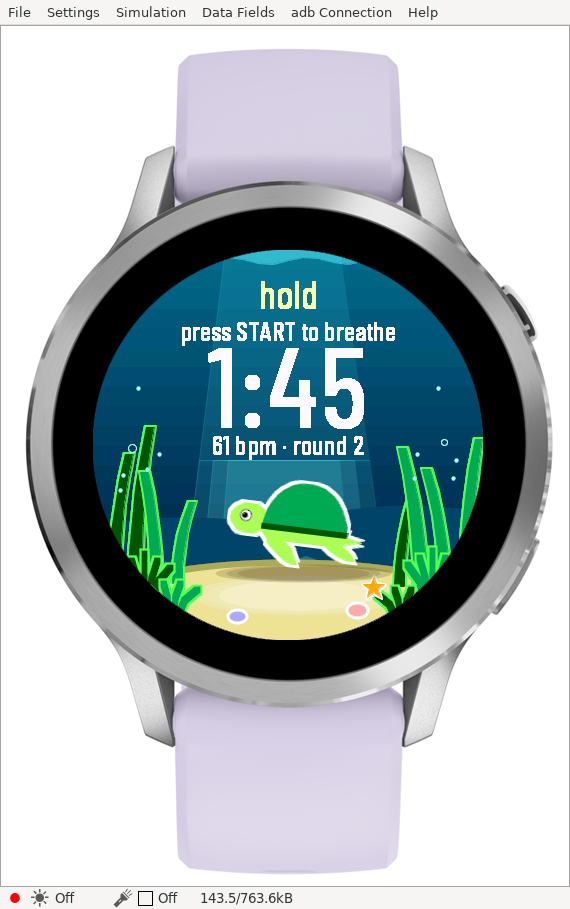 File Settings Simulation Data Fields adb Connection Help
hold
press START to breathe
1:45
61 bpm · round 2
Off Off 143.5/763.6kB